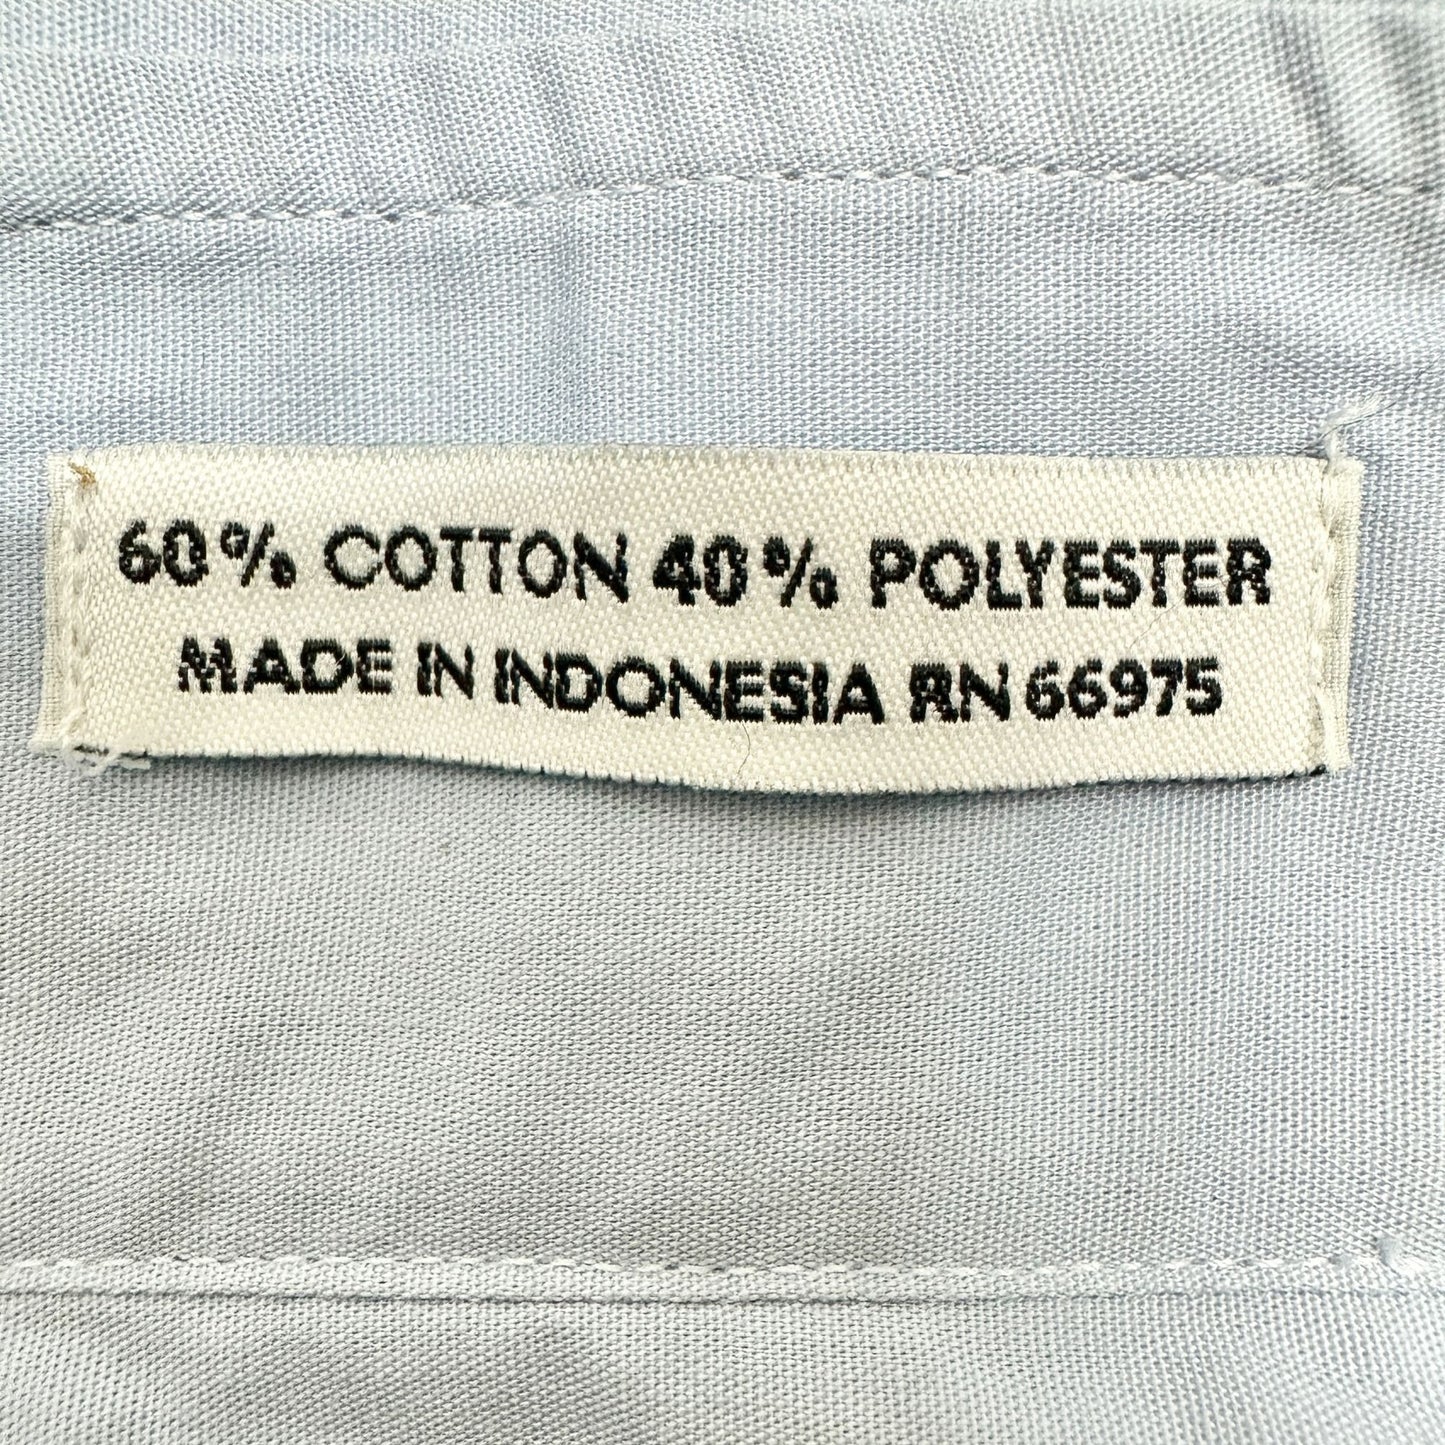 60% COTTON 40% POLYESTER
MADE IN INDONESIA RN 66975